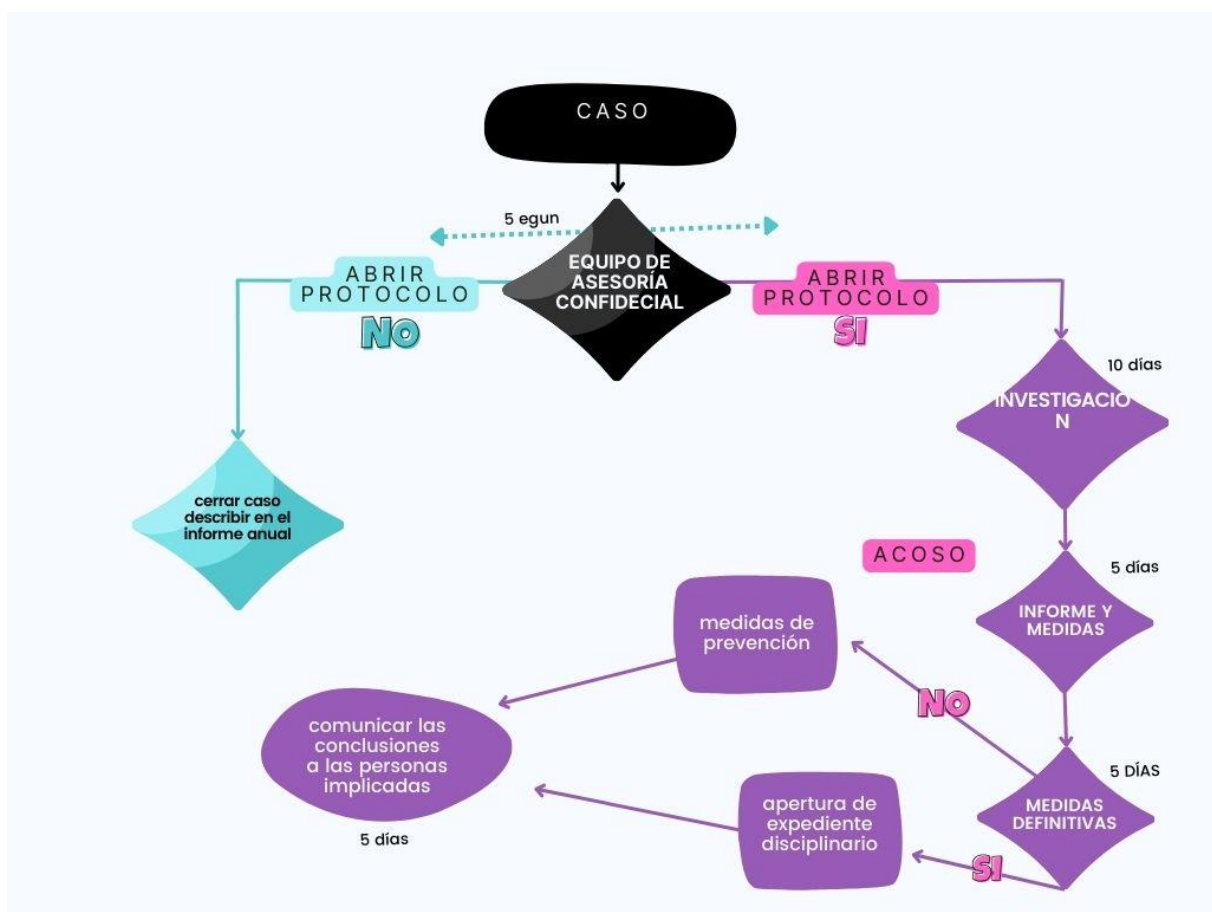 CASO
5 egun
EQUIPO DE
ASESORÍA
CONFIDECIAL
ABRIR
PROTOCOLO
NO
ABRIR
PROTOCOLO
SI
10 días
INVESTIGACIO
N
cerrar caso
describir en el
informe anual
ACOSO
5 días
INFORME Y
MEDIDAS
medidas de
prevención
NO
comunicar las
conclusiones
a las personas
implicadas
5 días
5 DÍAS
MEDIDAS
DEFINITIVAS
apertura de
expediente
disciplinario
SI